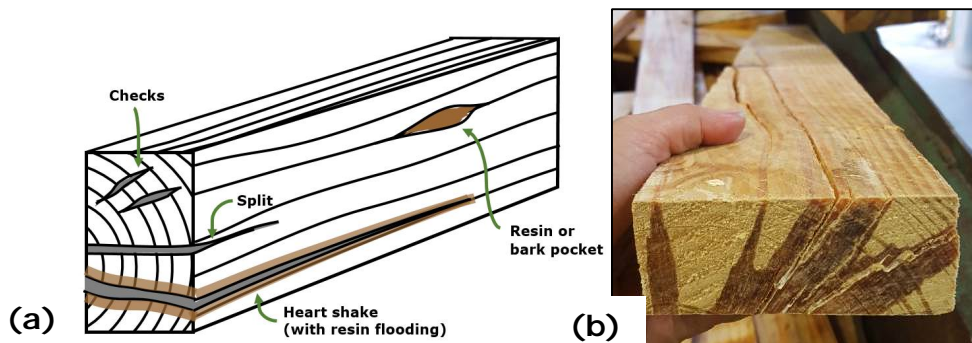 Checks
Split
Resin or
bark pocket
Heart shake
(with resin flooding)
(a)
(b)